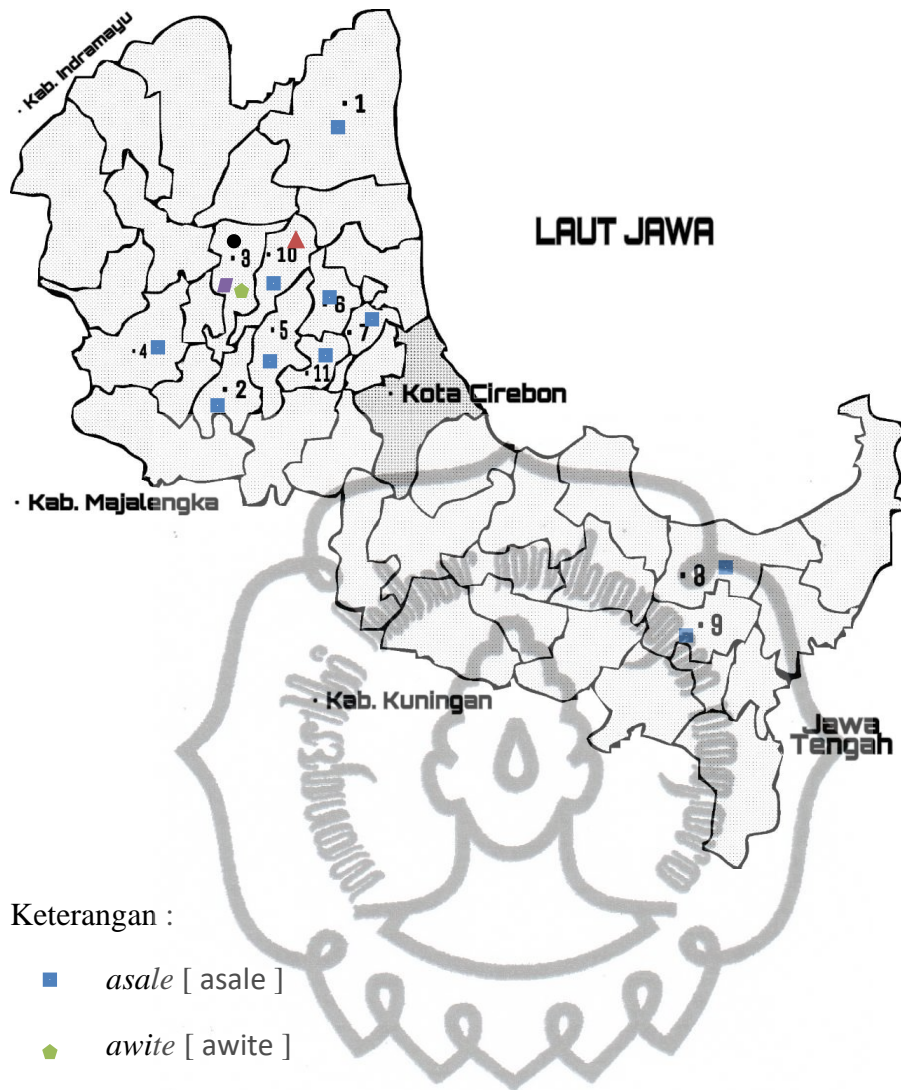 · Kab. Indramayu
· 1
LAUT JAWA
· 3
· 10
· 6
· 7
· 5
· 4
· 11
· 2
· Kota Cirebon
· Kab. Majalengka
· 8
· 9
· Kab. Kuningan
Jawa
Tengah
Keterangan :
asale [ asale ]
awite [ awite ]